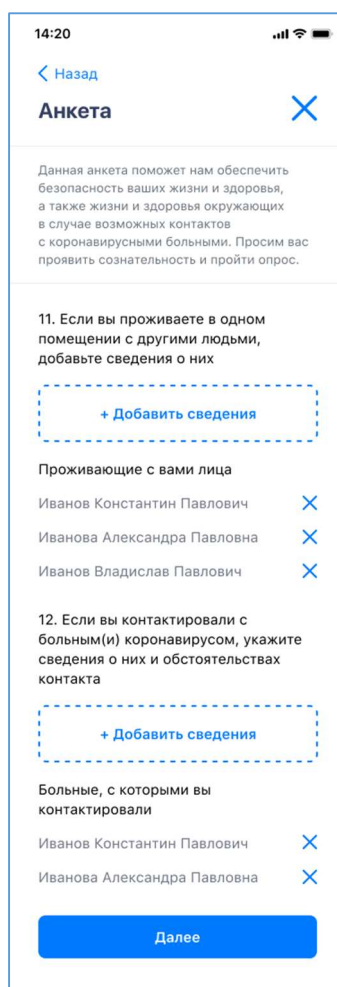 14:20
Назад
Анкета
Данная анкета поможет нам обеспечить
безопасность ваших жизни и здоровья,
а также жизни и здоровья окружающих
в случае возможных контактов
с коронавирусными больными. Просим вас
проявить сознательность и пройти опрос.
11. Если вы проживаете в одном
помещении с другими людьми,
добавьте сведения о них
+ Добавить сведения
Проживающие с вами лица
Иванов Константин Павлович
Иванова Александра Павловна
Иванов Владислав Павлович
12. Если вы контактировали с
больным(и) коронавирусом, укажите
сведения о них и обстоятельствах
контакта
+ Добавить сведения
Больные, с которыми вы
контактировали
Иванов Константин Павлович
Иванова Александра Павловна
Далее